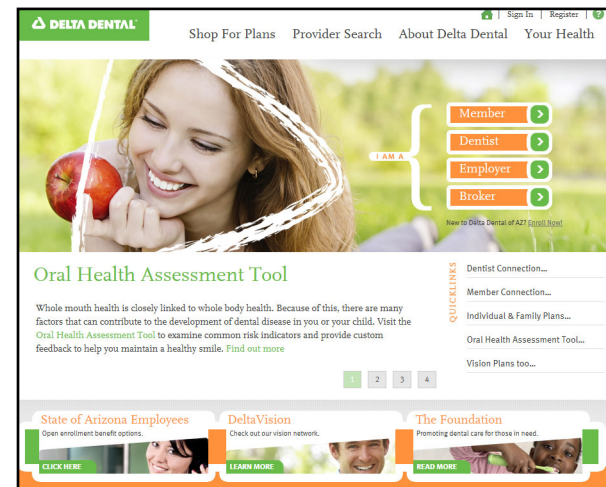 DELTA DENTAL
Sign In | Register | ?
Shop For Plans Provider Search About Delta Dental Your Health
I AM A
Member
Dentist
Employer
Broker
New to Delta Dental of AZ? Enroll Now!
Oral Health Assessment Tool
Whole mouth health is closely linked to whole body health. Because of this, there are many
factors that can contribute to the development of dental disease in you or your child. Visit the
Oral Health Assessment Tool to examine common risk indicators and provide custom
feedback to help you maintain a healthy smile. Find out more
1 2 3 4
QUICKLINKS
Dentist Connection...
Member Connection...
Individual & Family Plans...
Oral Health Assessment Tool...
Vision Plans too...
State of Arizona Employees
Open enrollment benefit options.
CLICK HERE
DeltaVision
Check out our vision network.
LEARN MORE
The Foundation
Promoting dental care for those in need.
READ MORE